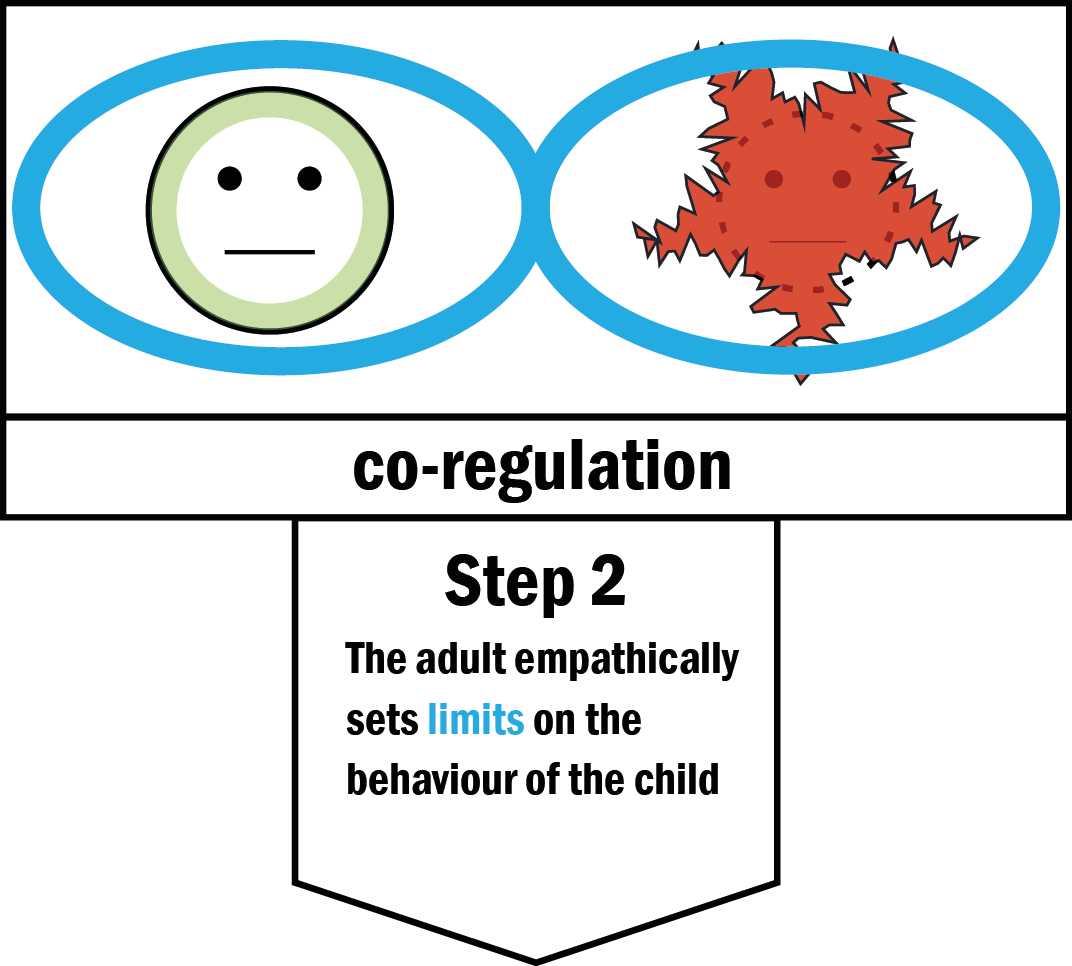 co-regulation
Step 2
The adult empathically
sets limits on the
behaviour of the child